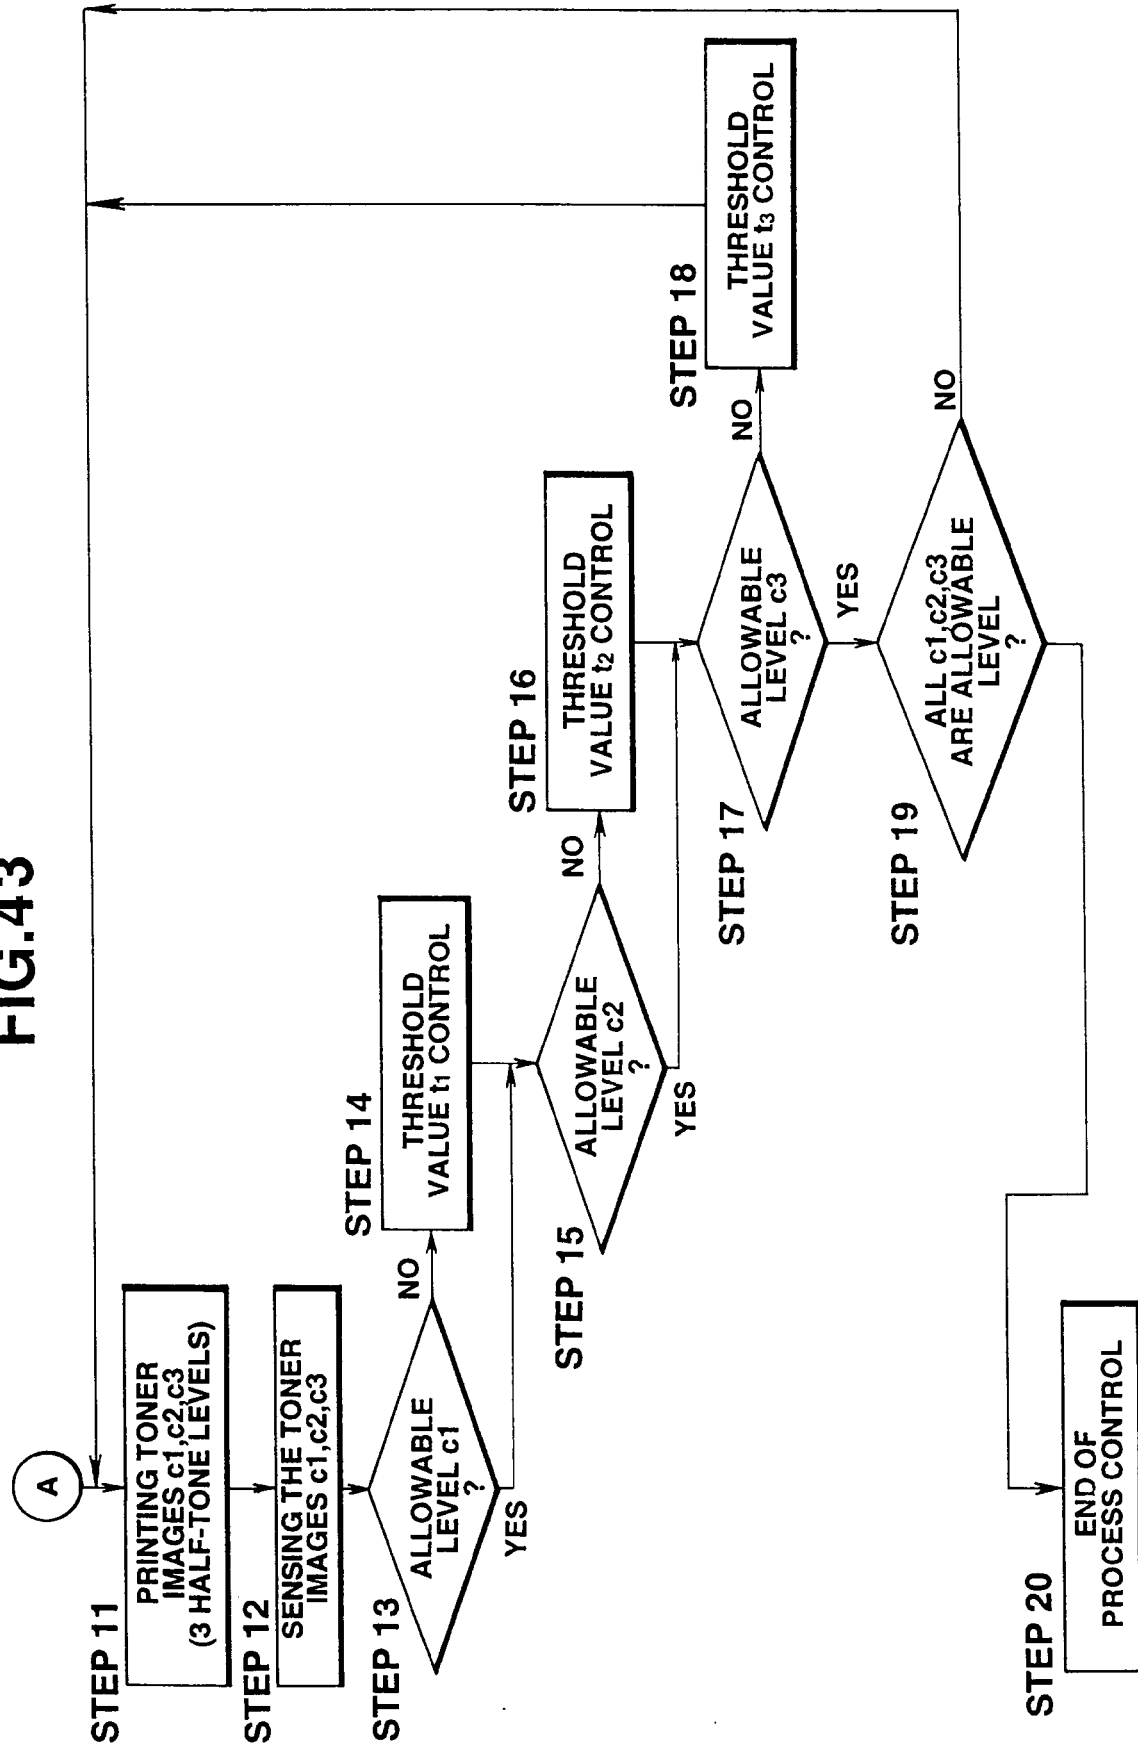 FIG.43
A
STEP 11
PRINTING TONER
IMAGES c1,c2,c3
(3 HALF-TONE LEVELS)
STEP 12
SENSING THE TONER
IMAGES c1,c2,c3
STEP 13
ALLOWABLE
LEVEL c1
?
NO
YES
STEP 14
THRESHOLD
VALUE t1 CONTROL
STEP 15
ALLOWABLE
LEVEL c2
?
NO
YES
STEP 16
THRESHOLD
VALUE t2 CONTROL
STEP 17
ALLOWABLE
LEVEL c3
?
NO
YES
STEP 18
THRESHOLD
VALUE t3 CONTROL
STEP 19
ALL c1,c2,c3
ARE ALLOWABLE
LEVEL
?
NO
STEP 20
END OF
PROCESS CONTROL